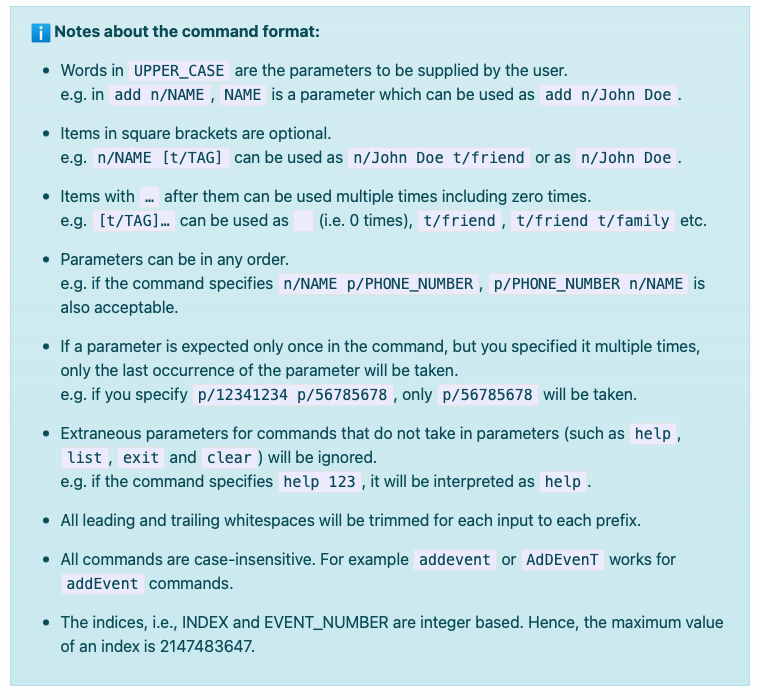 ℹ️ Notes about the command format:
• Words in UPPER_CASE are the parameters to be supplied by the user.
e.g. in add n/NAME , NAME is a parameter which can be used as add n/John Doe .
• Items in square brackets are optional.
e.g. n/NAME [t/TAG] can be used as n/John Doe t/friend or as n/John Doe .
• Items with … after them can be used multiple times including zero times.
e.g. [t/TAG]… can be used as (i.e. 0 times), t/friend , t/friend t/family etc.
• Parameters can be in any order.
e.g. if the command specifies n/NAME p/PHONE_NUMBER , p/PHONE_NUMBER n/NAME is
also acceptable.
• If a parameter is expected only once in the command, but you specified it multiple times,
only the last occurrence of the parameter will be taken.
e.g. if you specify p/12341234 p/56785678 , only p/56785678 will be taken.
• Extraneous parameters for commands that do not take in parameters (such as help ,
list , exit and clear ) will be ignored.
e.g. if the command specifies help 123 , it will be interpreted as help .
• All leading and trailing whitespaces will be trimmed for each input to each prefix.
• All commands are case-insensitive. For example addevent or AdDEvenT works for
addEvent commands.
• The indices, i.e., INDEX and EVENT_NUMBER are integer based. Hence, the maximum value
of an index is 2147483647.